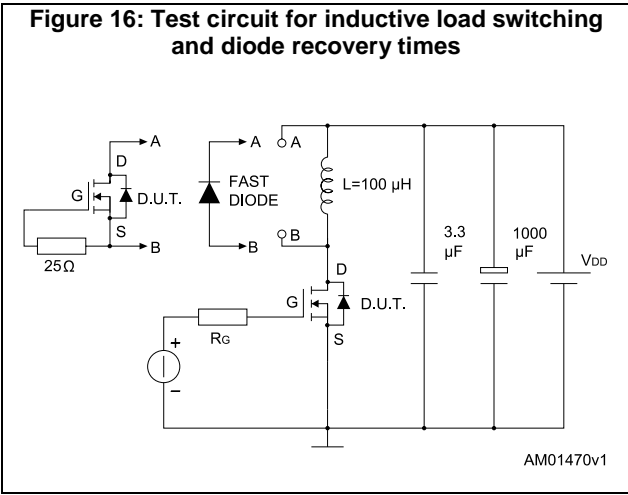 Figure 16: Test circuit for inductive load switching
and diode recovery times
A
D
G
D.U.T.
S
B
25Ω
A
FAST
DIODE
B
A
L=100 µH
B
D
G
D.U.T.
S
RG
+
−
3.3
µF
1000
µF
VDD
AM01470v1